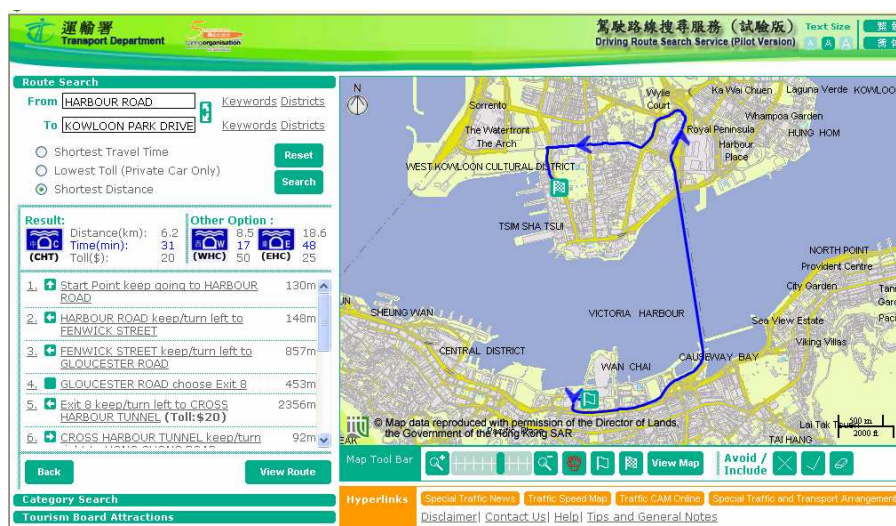 運輸署
Transport Department
駕駛路線搜尋服務 (試驗版)
Driving Route Search Service (Pilot Version)
Text Size
A A A
Route Search
From HARBOUR ROAD Keywords Districts
To KOWLOON PARK DRIVE Keywords Districts
Shortest Travel Time
Lowest Toll (Private Car Only)
Shortest Distance
Reset
Search
Result: Other Option :
Distance(km): 6.2 8.5 18.6
Time(min): 31 17 48
Toll($): 20 50 25
(CHT) (WHC) (EHC)
1. Start Point keep going to HARBOUR ROAD 130m
2. HARBOUR ROAD keep/turn left to FENWICK STREET 148m
3. FENWICK STREET keep/turn left to GLOUCESTER ROAD 857m
4. GLOUCESTER ROAD choose Exit 8 453m
5. Exit 8 keep/turn left to CROSS HARBOUR TUNNEL (Toll:$20) 2356m
6. CROSS HARBOUR TUNNEL keep/turn 92m
Back
View Route
Category Search
Tourism Board Attractions
N
Wylie Court
Ka Wai Chuen
Laguna Verde
KOWLOO
Sorrento
The Waterfront
The Arch
Whampoa Garden
HUNG HOM
Royal Peninsula
Harbour Place
WEST KOWLOON CULTURAL DISTRICT
TSIM SHA TSUI
NORTH POINT
Provident Centre
City Garden
SHEUNG WAN
VICTORIA HARBOUR
Sea View Estate
Viking Villas
CENTRAL DISTRICT
WAN CHAI
CAUSEWAY BAY
© Map data reproduced with permission of the Director of Lands.
the Government of the Hong Kong SAR
TAI HANG
500 m
2000 ft
Map Tool Bar
View Map
Avoid / Include
Hyperlinks
Special Traffic News
Traffic Speed Map
Traffic CAM Online
Special Traffic and Transport Arrangement
Disclaimer| Contact Us| Help| Tips and General Notes